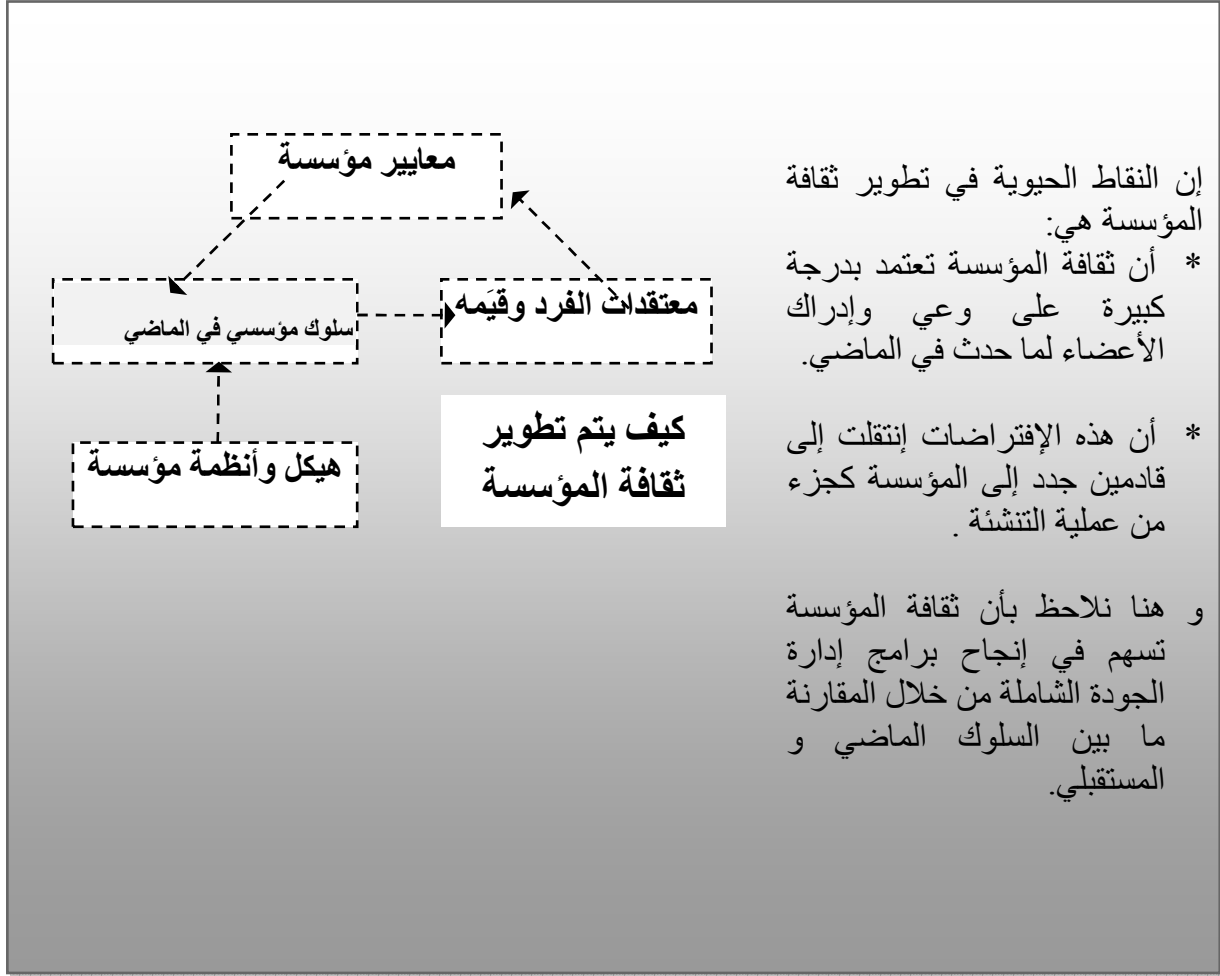 إن النقاط الحيوية في تطوير ثقافة
المؤسسة هي:
* أن ثقافة المؤسسة تعتمد بدرجة
كبيرة على وعي وإدراك
الأعضاء لما حدث في الماضي.
* أن هذه الإفتراضات إنتقلت إلى
قادمين جدد إلى المؤسسة كجزء
من عملية التنشئة .
و هنا نلاحظ بأن ثقافة المؤسسة
تسهم في إنجاح برامج إدارة
الجودة الشاملة من خلال المقارنة
ما بين السلوك الماضي و
المستقبلي.
معايير مؤسسة
معتقدات الفرد وقيَمه
سلوك مؤسسي في الماضي
هيكل وأنظمة مؤسسة
كيف يتم تطوير
ثقافة المؤسسة